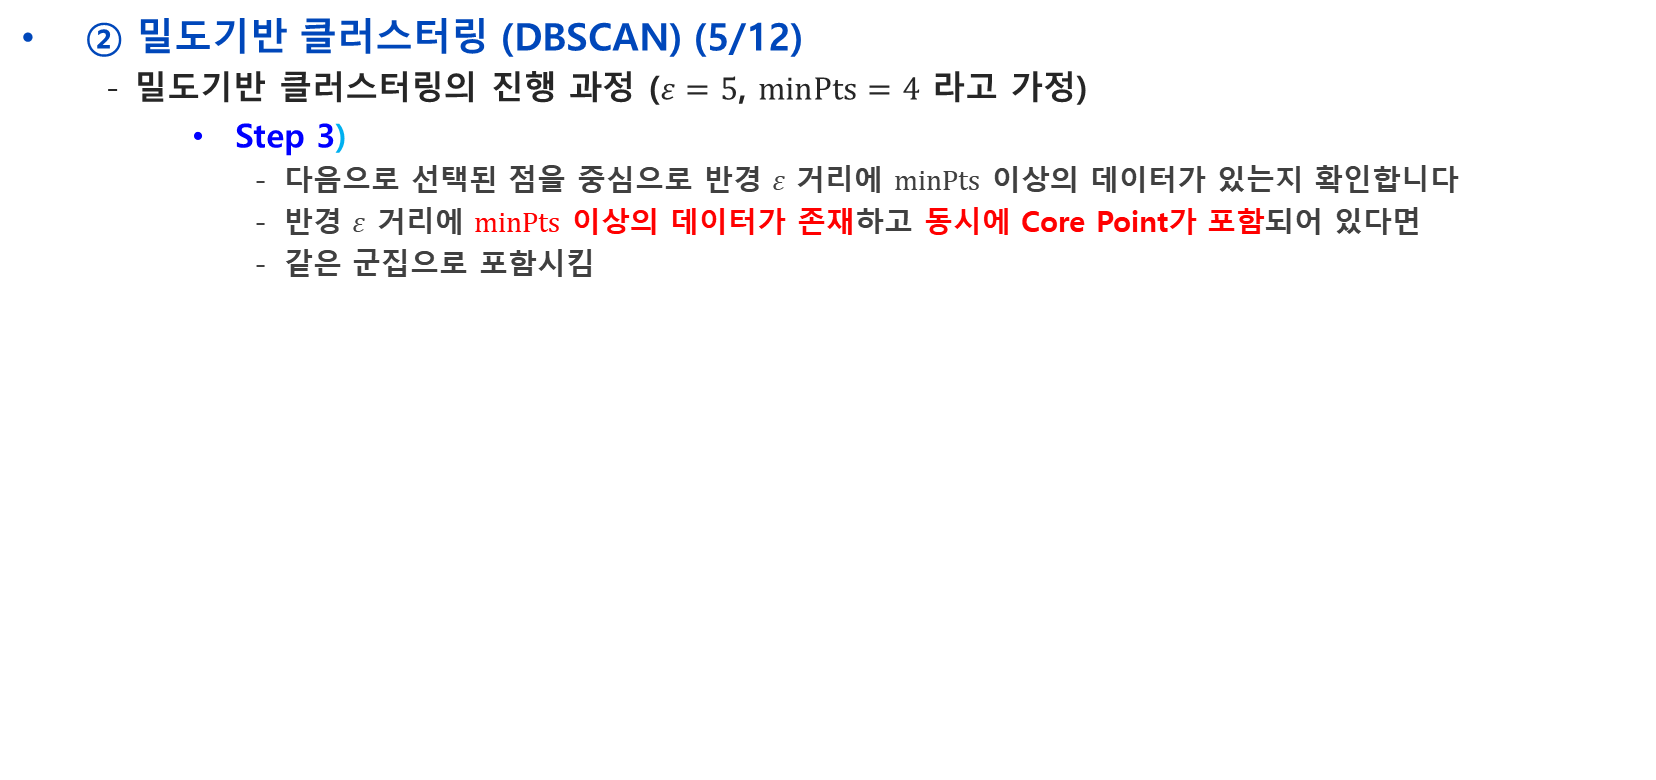 • ② 밀도기반 클러스터링 (DBSCAN) (5/12)
- 밀도기반 클러스터링의 진행 과정 (𝜀 = 5, minPts = 4 라고 가정)
• Step 3)
- 다음으로 선택된 점을 중심으로 반경 𝜀 거리에 minPts 이상의 데이터가 있는지 확인합니다
- 반경 𝜀 거리에 minPts 이상의 데이터가 존재하고 동시에 Core Point가 포함되어 있다면
- 같은 군집으로 포함시킴